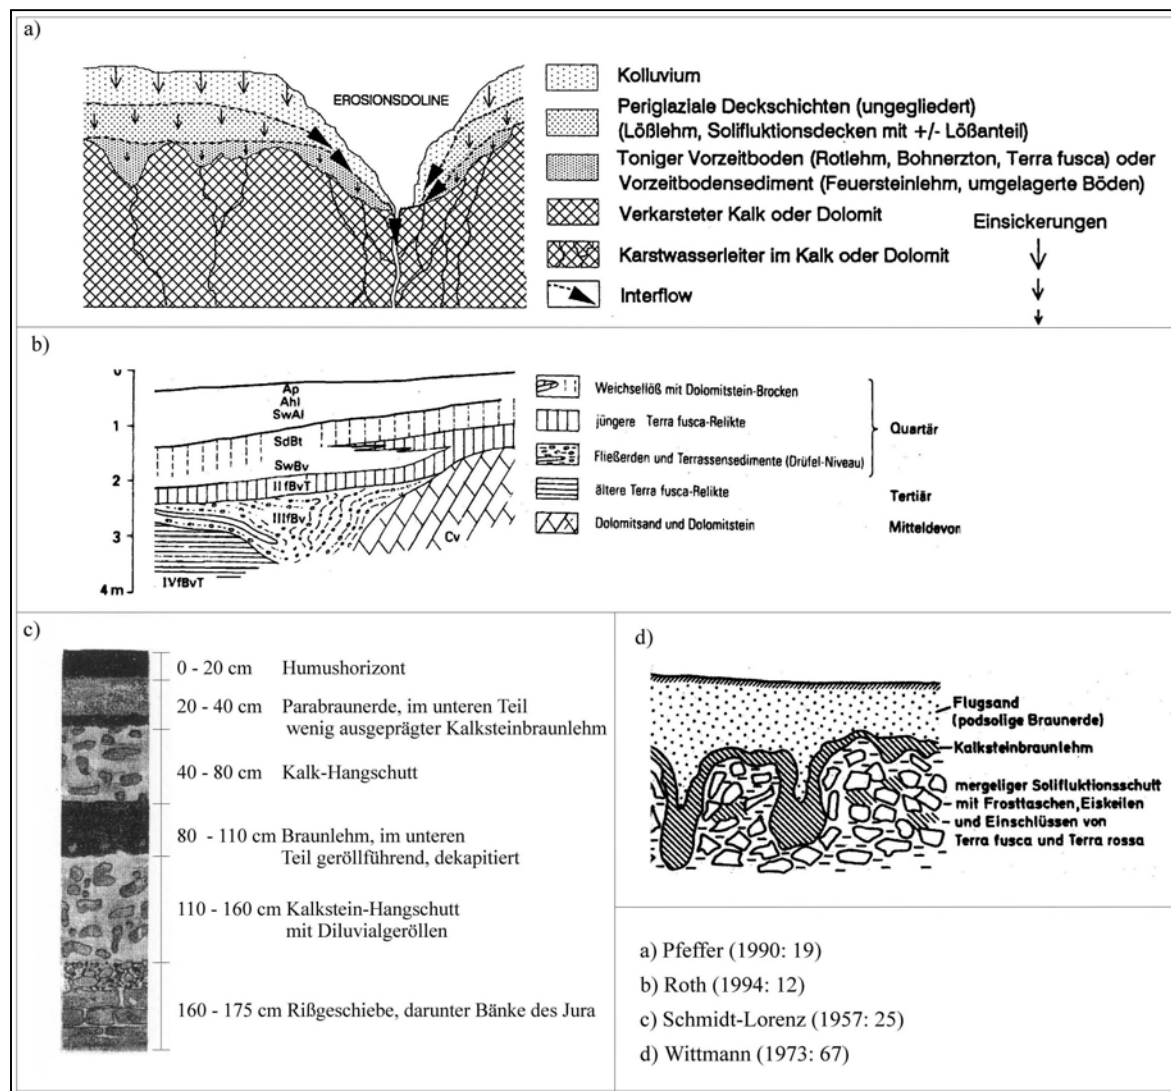 a)
EROSIONSDOLINE
Kolluvium
Periglaziale Deckschichten (ungegliedert)
(Lößlehm, Solifluktionsdecken mit +/- Lößanteil)
Toniger Vorzeitboden (Rotlehm, Bohnerzton, Terra fusca) oder
Vorzeitbodensediment (Feuersteinlehm, umgelagerte Böden)
Verkarsteter Kalk oder Dolomit
Karstwasserleiter im Kalk oder Dolomit
Interflow
Einsickerungen
b)
0
1
2
3
4 m
Ap
Ahl
SwAl
SdBt
SwBv
IIfBvT
IIIfBv
IVfBvT
Cv
Weichsellöß mit Dolomitstein-Brocken
jüngere Terra fusca-Relikte
Fließerden und Terrassensedimente (Drüfel-Niveau)
ältere Terra fusca-Relikte
Dolomitsand und Dolomitstein
Quartär
Tertiär
Mitteldevon
c)
0 - 20 cm Humushorizont
20 - 40 cm Parabraunerde, im unteren Teil
wenig ausgeprägter Kalksteinbraunlehm
40 - 80 cm Kalk-Hangschutt
80 - 110 cm Braunlehm, im unteren
Teil geröllführend, dekapitiert
110 - 160 cm Kalkstein-Hangschutt
mit Diluvialgeröllen
160 - 175 cm Rißgeschiebe, darunter Bänke des Jura
d)
Flugsand
(podsolige Braunerde)
Kalksteinbraunlehm
mergeliger Solifluktionsschutt
mit Frosttaschen, Eiskeilen
und Einschlüssen von
Terra fusca und Terra rossa
a) Pfeffer (1990: 19)
b) Roth (1994: 12)
c) Schmidt-Lorenz (1957: 25)
d) Wittmann (1973: 67)